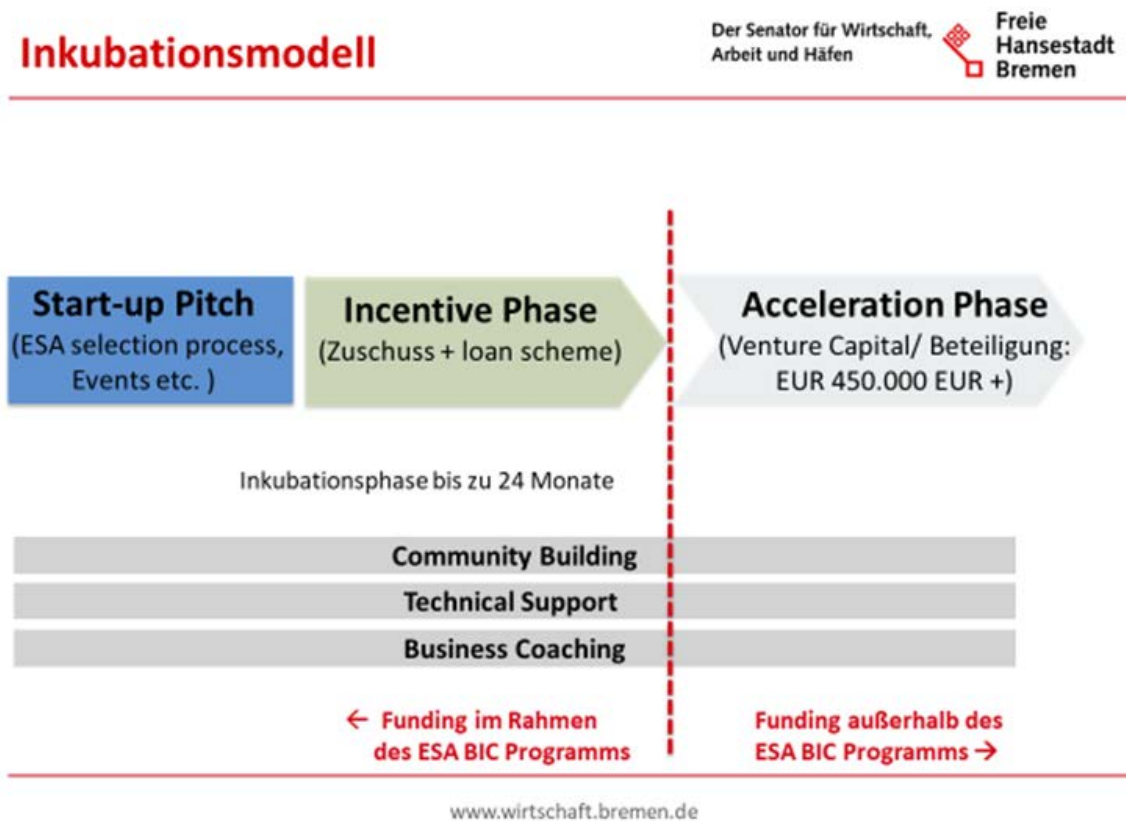 Inkubationsmodell
Der Senator für Wirtschaft,
Arbeit und Häfen
Freie
Hansestadt
Bremen
Start-up Pitch
(ESA selection process,
Events etc. )
Incentive Phase
(Zuschuss + loan scheme)
Acceleration Phase
(Venture Capital/ Beteiligung:
EUR 450.000 EUR +)
Inkubationsphase bis zu 24 Monate
Community Building
Technical Support
Business Coaching
← Funding im Rahmen
des ESA BIC Programms
Funding außerhalb des
ESA BIC Programms →
www.wirtschaft.bremen.de